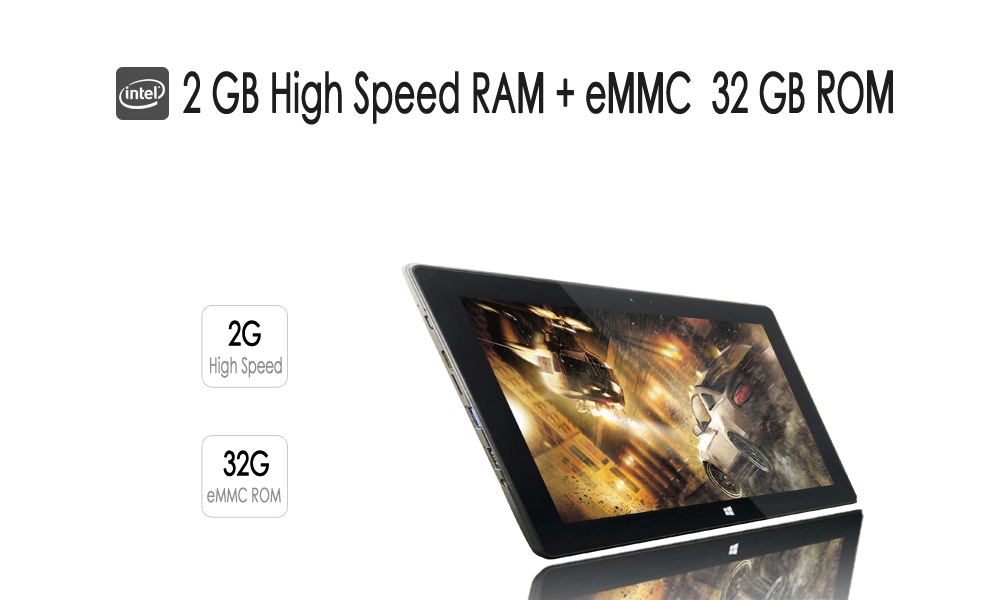 intel 2 GB High Speed RAM + eMMC 32 GB ROM
2G
High Speed
32G
eMMC ROM